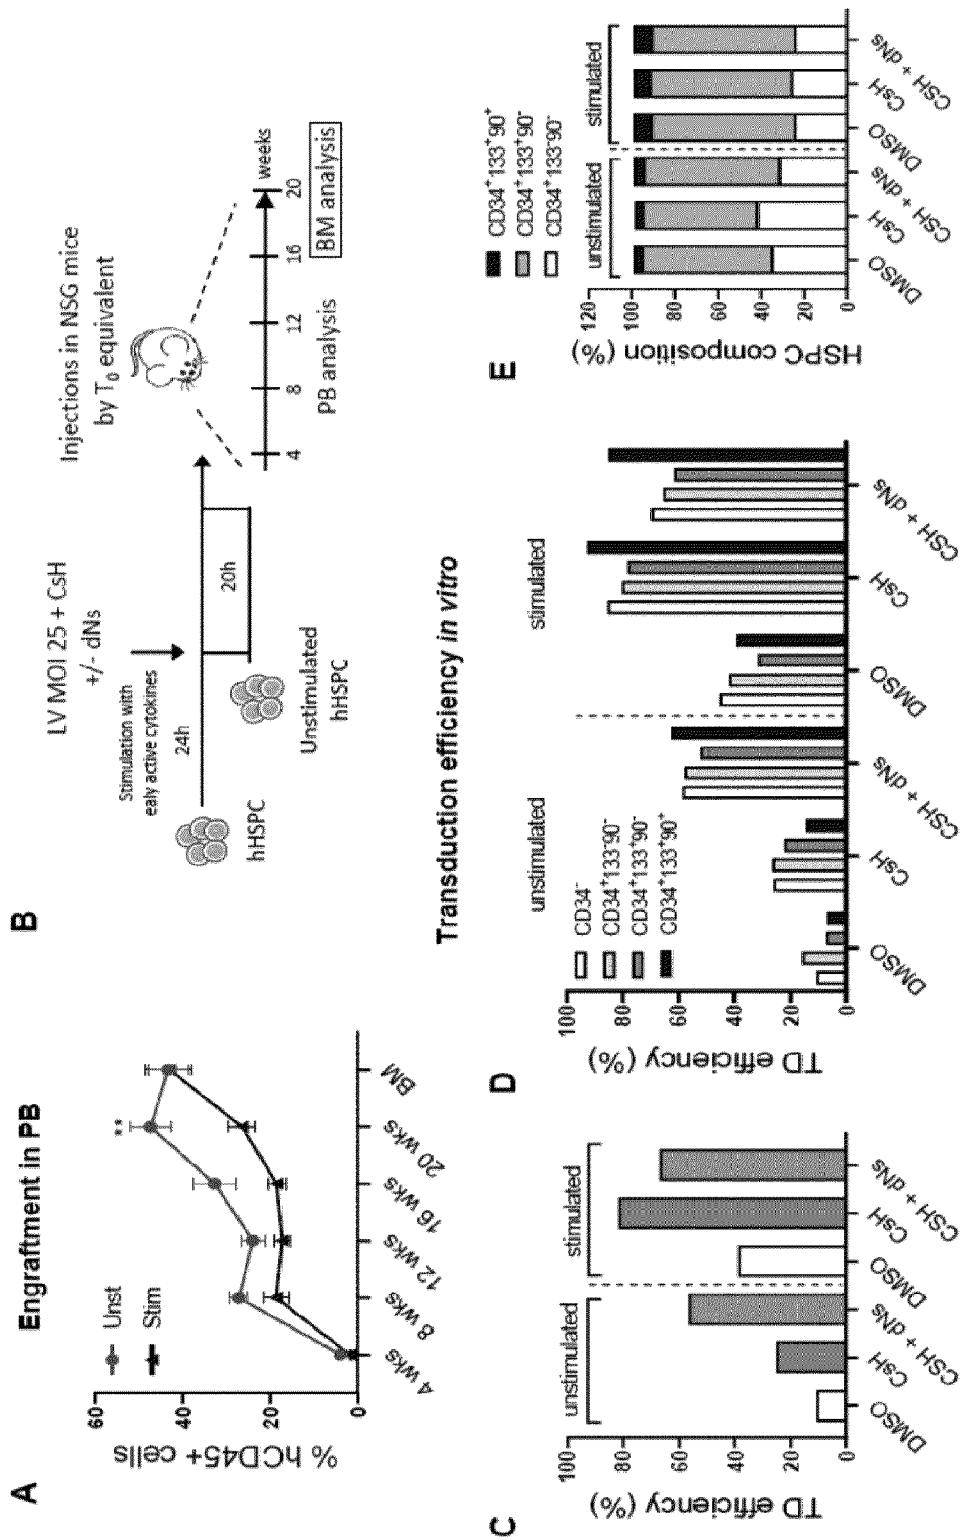 A
Engraftment in PB
% hCD45+ cells
60
40
20
0
Unst
Stim
**
4 wks
8 wks
12 wks
16 wks
20 wks
BM
B
LV MOI 25 + CsH
+/- dNs
Stimulation with
ealy active cytokines
24h
20h
hHSPC
Unstimulated
hHSPC
Injections in NSG mice
by T0 equivalent
4
8
12
16
20
weeks
PB analysis
BM analysis
C
TD efficiency (%)
100
80
60
40
20
0
unstimulated
stimulated
DMSO
CsH
CSH + dNs
DMSO
CsH
CSH + dNs
Transduction efficiency in vitro
D
TD efficiency (%)
100
80
60
40
20
0
unstimulated
stimulated
CD34⁻
CD34⁺133⁻90⁻
CD34⁺133⁺90⁻
CD34⁺133⁺90⁺
DMSO
CsH
CSH + dNs
DMSO
CsH
CSH + dNs
E
CD34⁺133⁺90⁺
CD34⁺133⁺90⁻
CD34⁺133⁻90⁻
HSPC composition (%)
120
100
80
60
40
20
0
unstimulated
stimulated
DMSO
CsH
CSH + dNs
DMSO
CsH
CSH + dNs